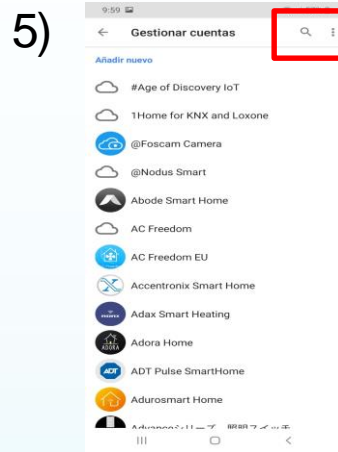 5)
9:59
Gestionar cuentas
Añadir nuevo
#Age of Discovery IoT
1Home for KNX and Loxone
@Foscam Camera
@Nodus Smart
Abode Smart Home
AC Freedom
AC Freedom EU
Accentronix Smart Home
Adax Smart Heating
Adora Home
ADT Pulse SmartHome
Adurosmart Home